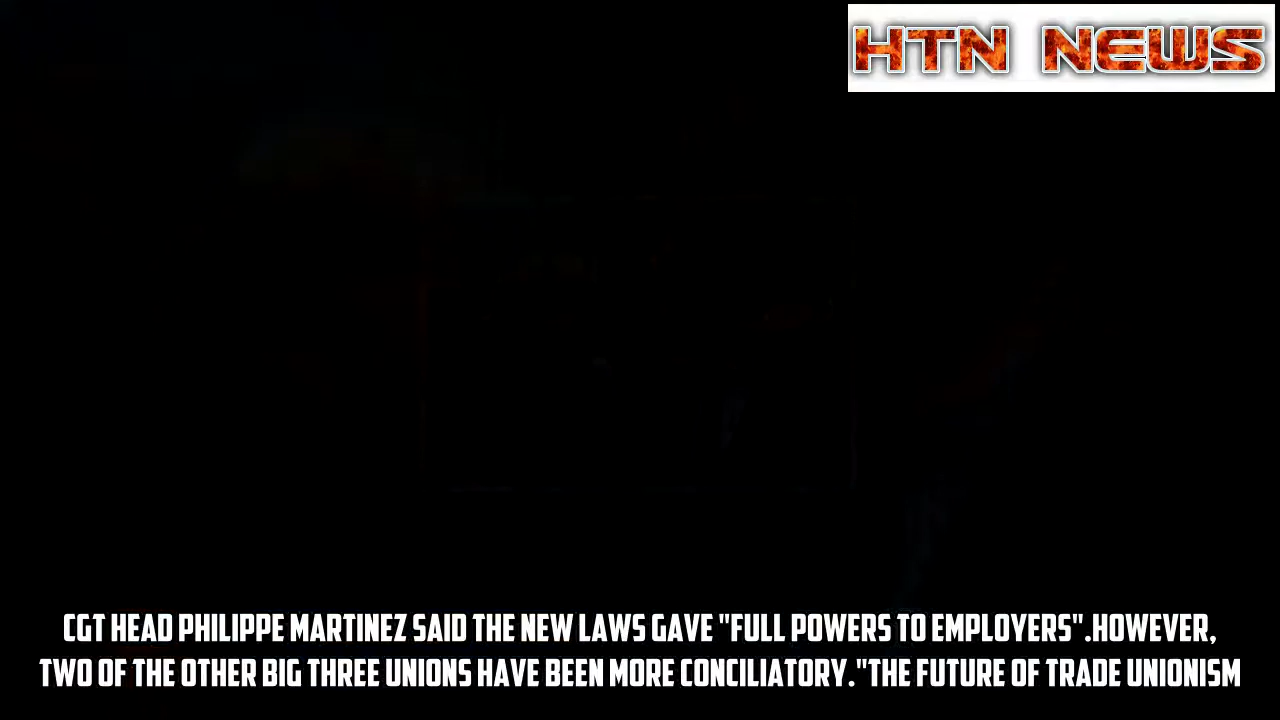 HTN NEWS
CGT HEAD PHILIPPE MARTINEZ SAID THE NEW LAWS GAVE "FULL POWERS TO EMPLOYERS".HOWEVER,
TWO OF THE OTHER BIG THREE UNIONS HAVE BEEN MORE CONCILIATORY."THE FUTURE OF TRADE UNIONISM